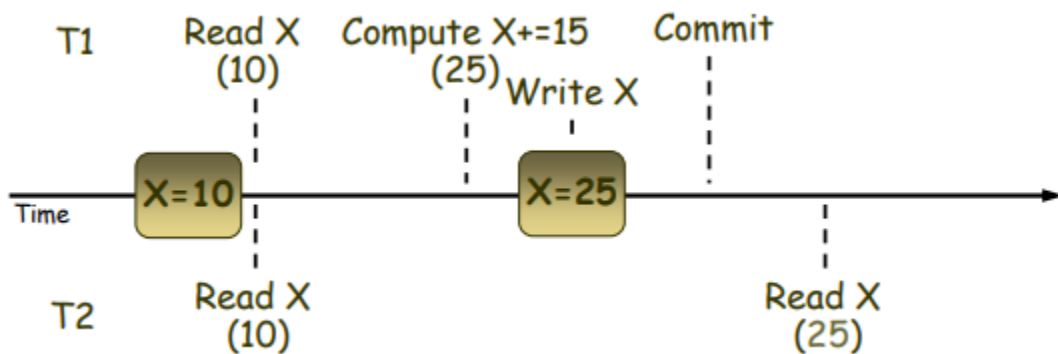 T1
Read X
(10)
Compute X+=15
(25)
Write X
Commit
X=10
X=25
Time
T2
Read X
(10)
Read X
(25)